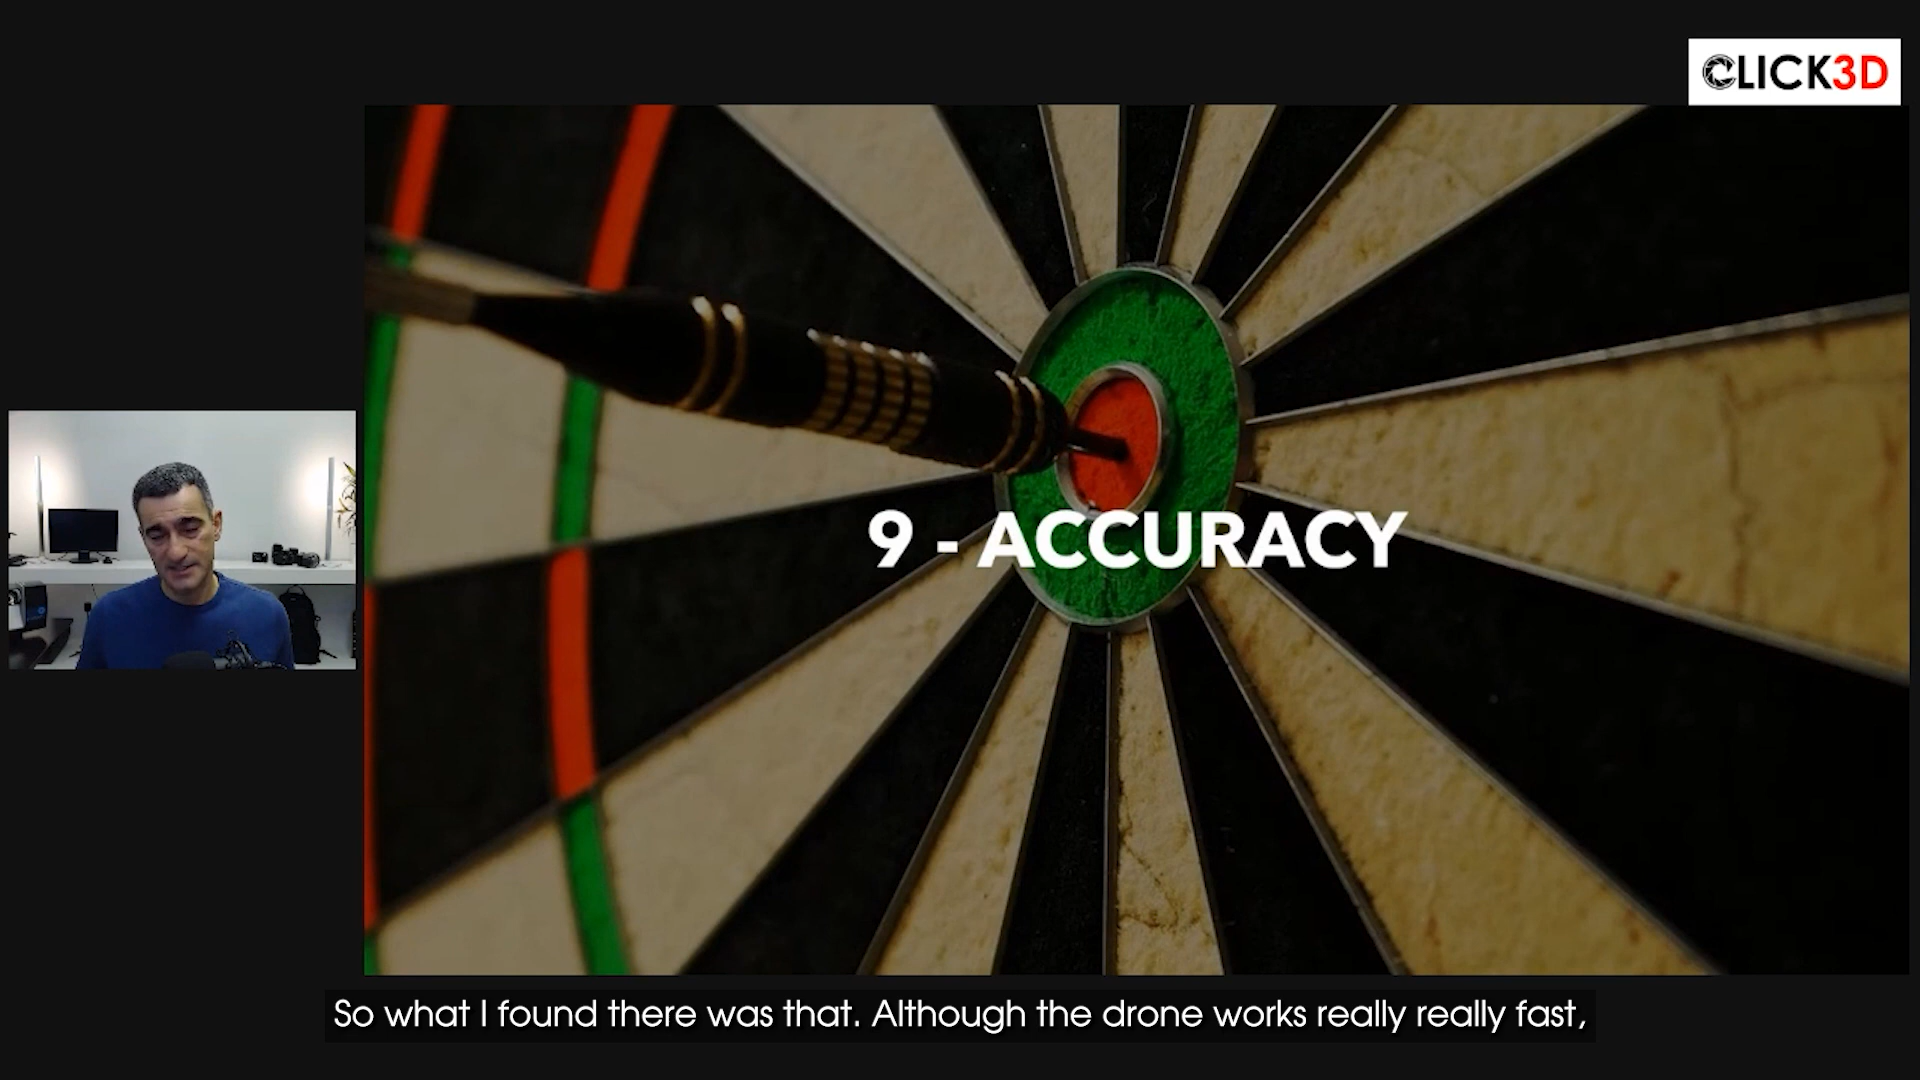 CLICK3D
9 - ACCURACY
So what I found there was that. Although the drone works really really fast,